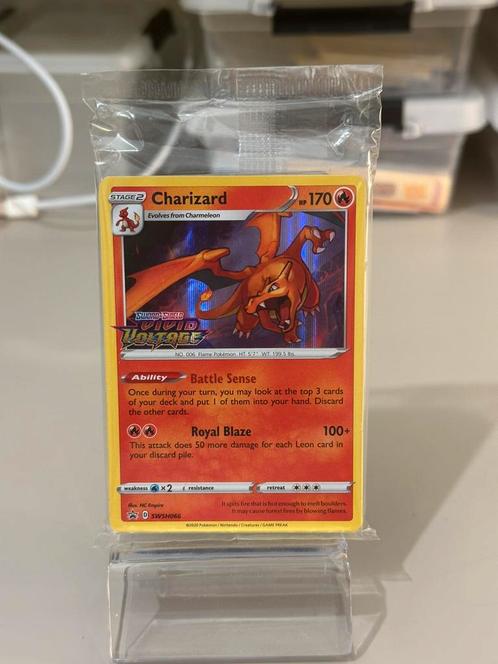 STAGE 2 Charizard HP 170
Evolves from Charmeleon
SWORD & SHIELD
VIVID
VOLTAGE
NO. 006 Flame Pokémon HT: 5'7" WT: 199.5 lbs.
Ability Battle Sense
Once during your turn, you may look at the top 3 cards
of your deck and put 1 of them into your hand. Discard
the other cards.
Royal Blaze 100+
This attack does 50 more damage for each Leon card in
your discard pile.
weakness ×2 resistance retreat
Illus. HC Empire
It spits fire that is hot enough to melt boulders.
It may cause forest fires by blowing flames.
D SWSH066
©2020 Pokémon / Nintendo / Creatures / GAME FREAK